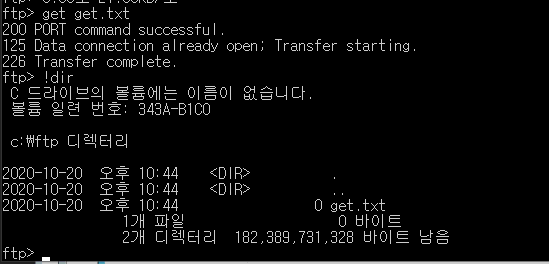 ftp> get get.txt
200 PORT command successful.
125 Data connection already open; Transfer starting.
226 Transfer complete.
ftp> !dir
C 드라이브의 볼륨에는 이름이 없습니다.
볼륨 일련 번호: 343A-B1C0
c:￦ftp 디렉터리
2020-10-20 오후 10:44 <DIR> .
2020-10-20 오후 10:44 <DIR> ..
2020-10-20 오후 10:44 0 get.txt
1개 파일 0 바이트
2개 디렉터리 182,389,731,328 바이트 남음
ftp>